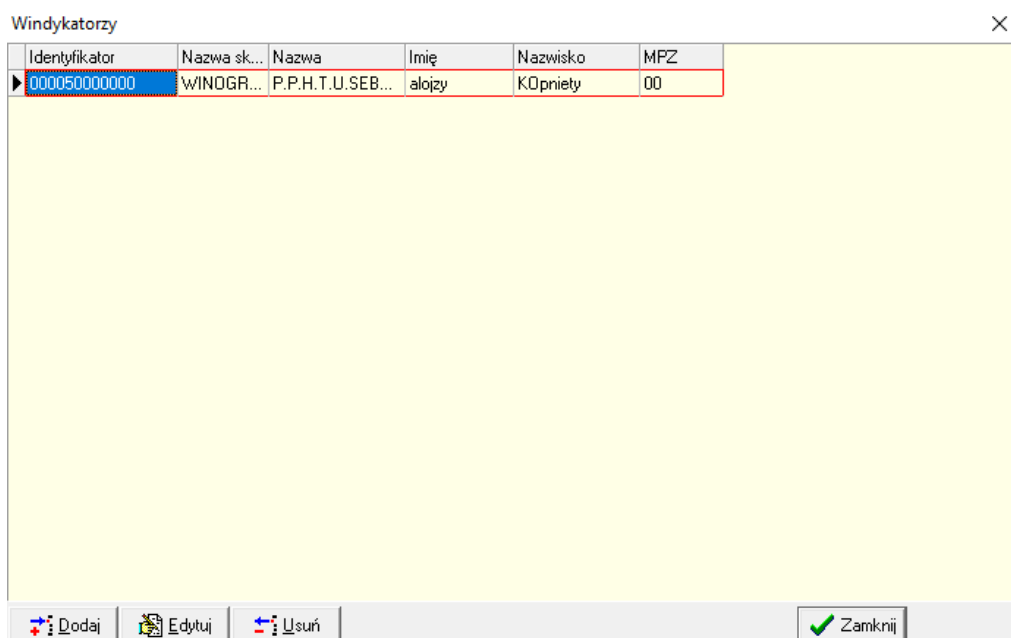 Windykatorzy
Identyfikator Nazwa sk... Nazwa Imię Nazwisko MPZ
000050000000 WINOGR... P.P.H.T.U.SEB... alojzy KOpniety 00
Dodaj Edytuj Usuń Zamknij